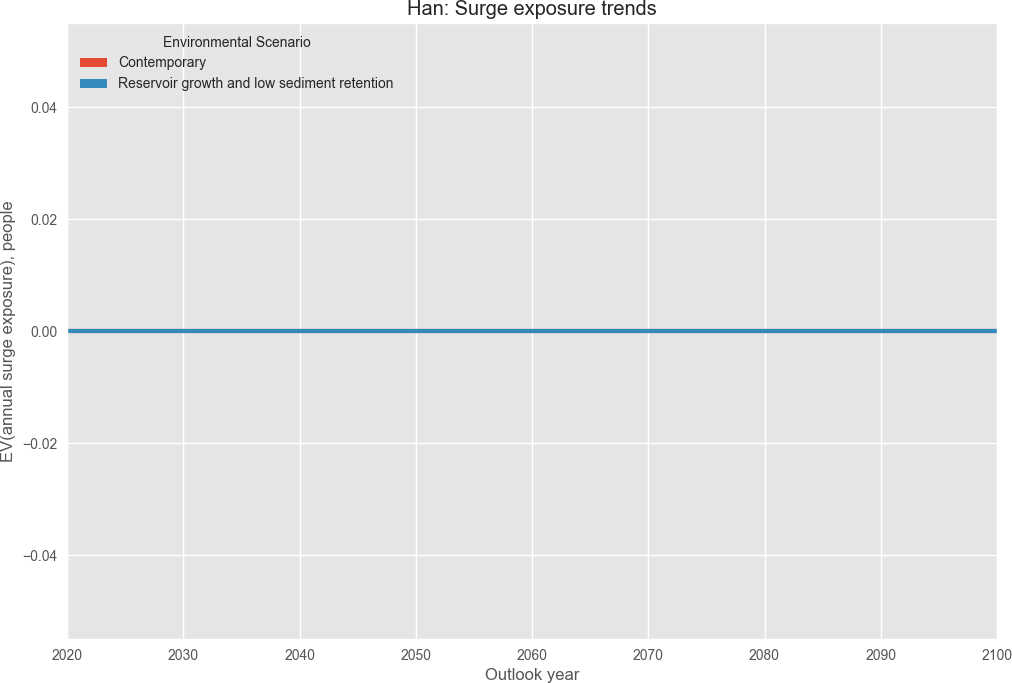 Han: Surge exposure trends
Environmental Scenario
Contemporary
Reservoir growth and low sediment retention
EV(annual surge exposure), people
0.04
0.02
0.00
−0.02
−0.04
2020 2030 2040 2050 2060 2070 2080 2090 2100
Outlook year